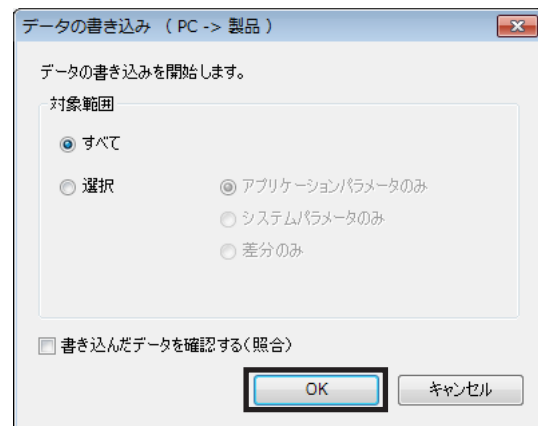 データの書き込み （ PC -> 製品 ）
データの書き込みを開始します。
対象範囲
すべて
選択
アプリケーションパラメータのみ
システムパラメータのみ
差分のみ
書き込んだデータを確認する(照合)
OK
キャンセル